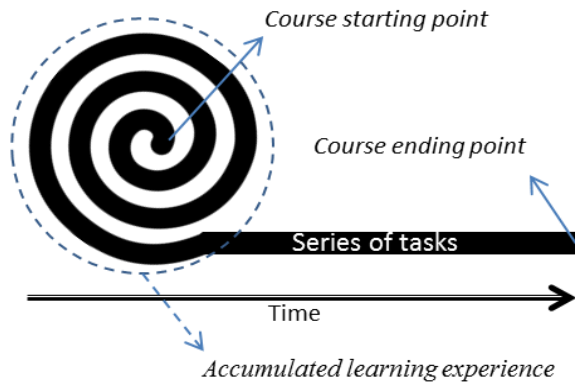 Course starting point
Course ending point
Series of tasks
Time
Accumulated learning experience